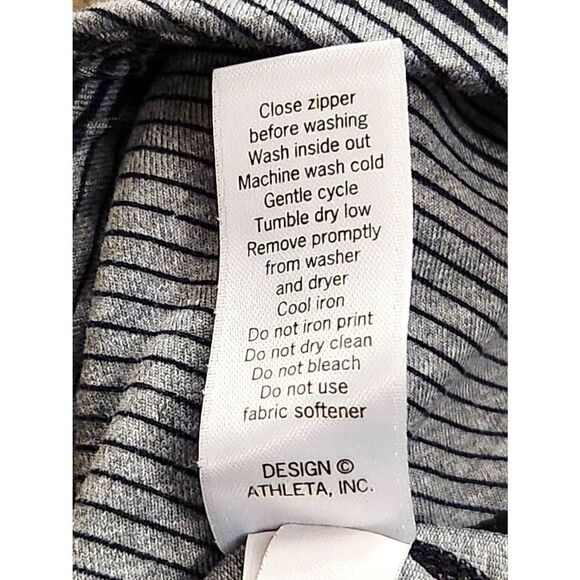 Close zipper
before washing
Wash inside out
Machine wash cold
Gentle cycle
Tumble dry low
Remove promptly
from washer
and dryer
Cool iron
Do not iron print
Do not dry clean
Do not bleach
Do not use
fabric softener
DESIGN ©
ATHLETA, INC.